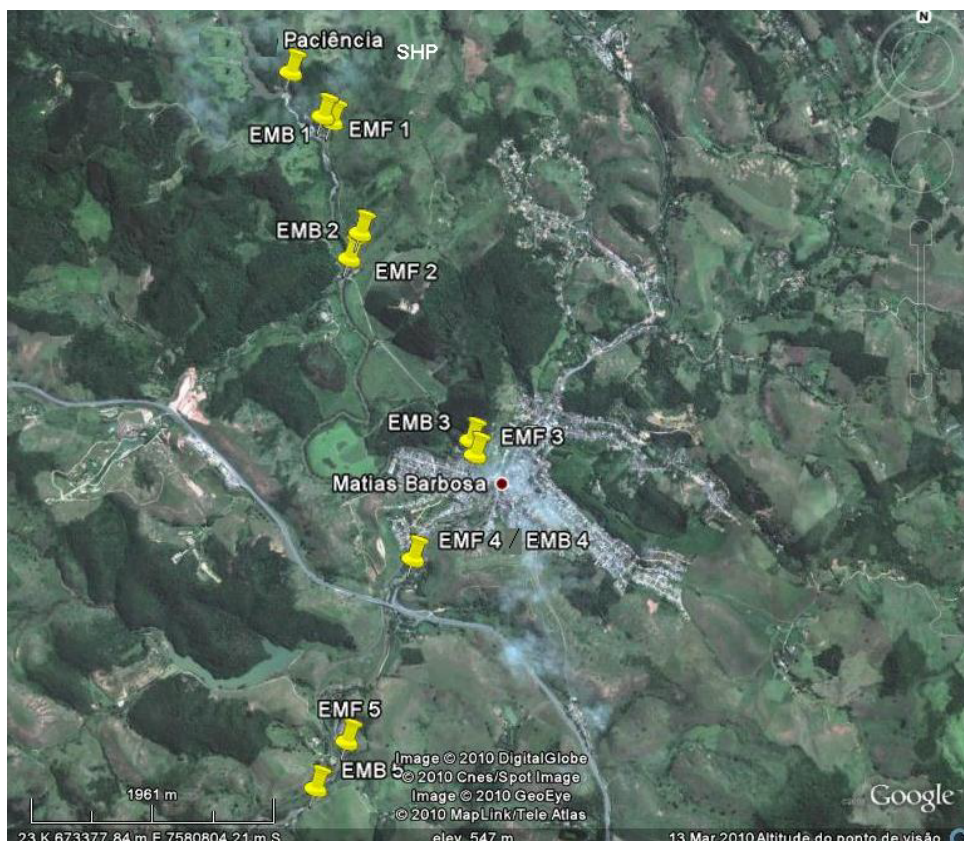 N
Paciência SHP
EMB 1 EMF 1
EMB 2
EMF 2
EMB 3 EMF 3
Matias Barbosa
EMF 4 / EMB 4
EMF 5
EMB 5
Image © 2010 DigitalGlobe
© 2010 Cnes/Spot Image
Image © 2010 GeoEye
© 2010 MapLink/Tele Atlas
©2010 Google
1961 m
23 K 673377.84 m E 7580804.21 m S elev. 547 m 13 Mar 2010 Altitude do ponto de visão